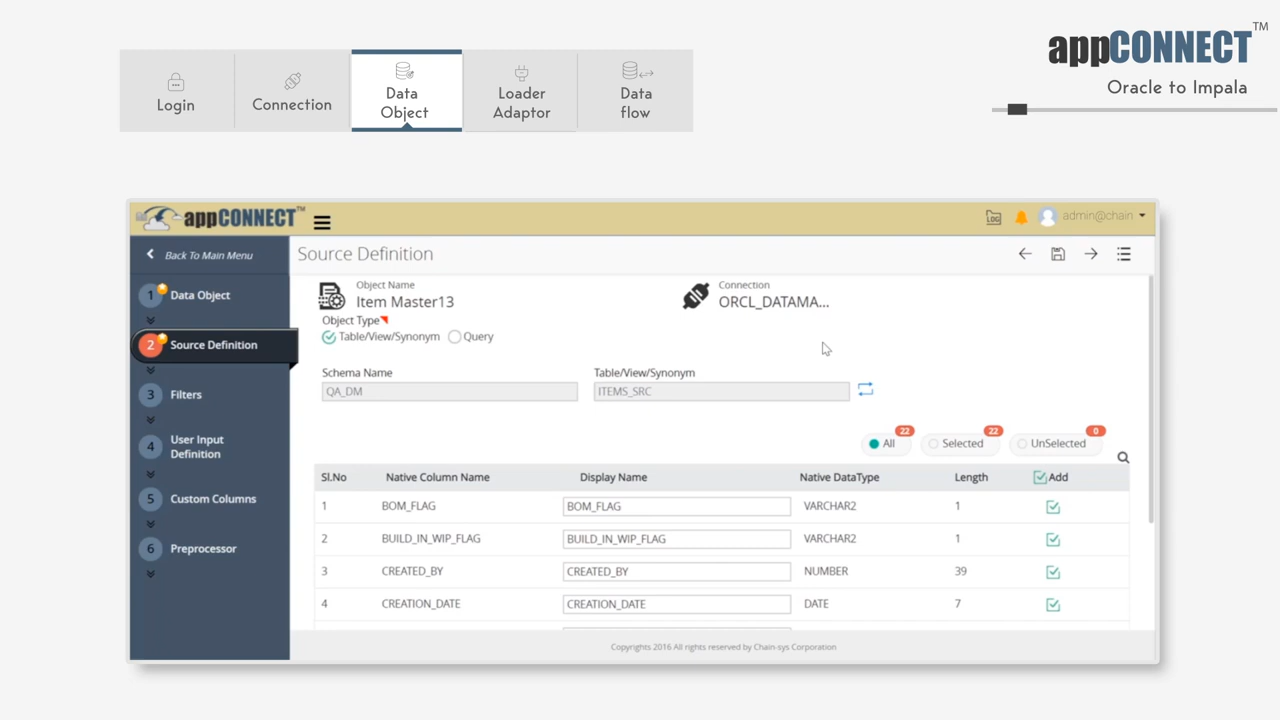 appCONNECT™
Oracle to Impala
Login
Connection
Data
Object
Loader
Adaptor
Data
flow
appCONNECT™
LOG
admin@chain
Back To Main Menu
Source Definition
1 Data Object
2 Source Definition
3 Filters
4 User Input
Definition
5 Custom Columns
6 Preprocessor
Object Name
Item Master13
Connection
ORCL_DATAMA...
Object Type
Table/View/Synonym Query
Schema Name
QA_DM
Table/View/Synonym
ITEMS_SRC
All 22
Selected 22
UnSelected 0
Sl.No Native Column Name Display Name Native DataType Length Add
1 BOM_FLAG BOM_FLAG VARCHAR2 1
2 BUILD_IN_WIP_FLAG BUILD_IN_WIP_FLAG VARCHAR2 1
3 CREATED_BY CREATED_BY NUMBER 39
4 CREATION_DATE CREATION_DATE DATE 7
Copyrights 2016 All rights reserved by Chain-sys Corporation